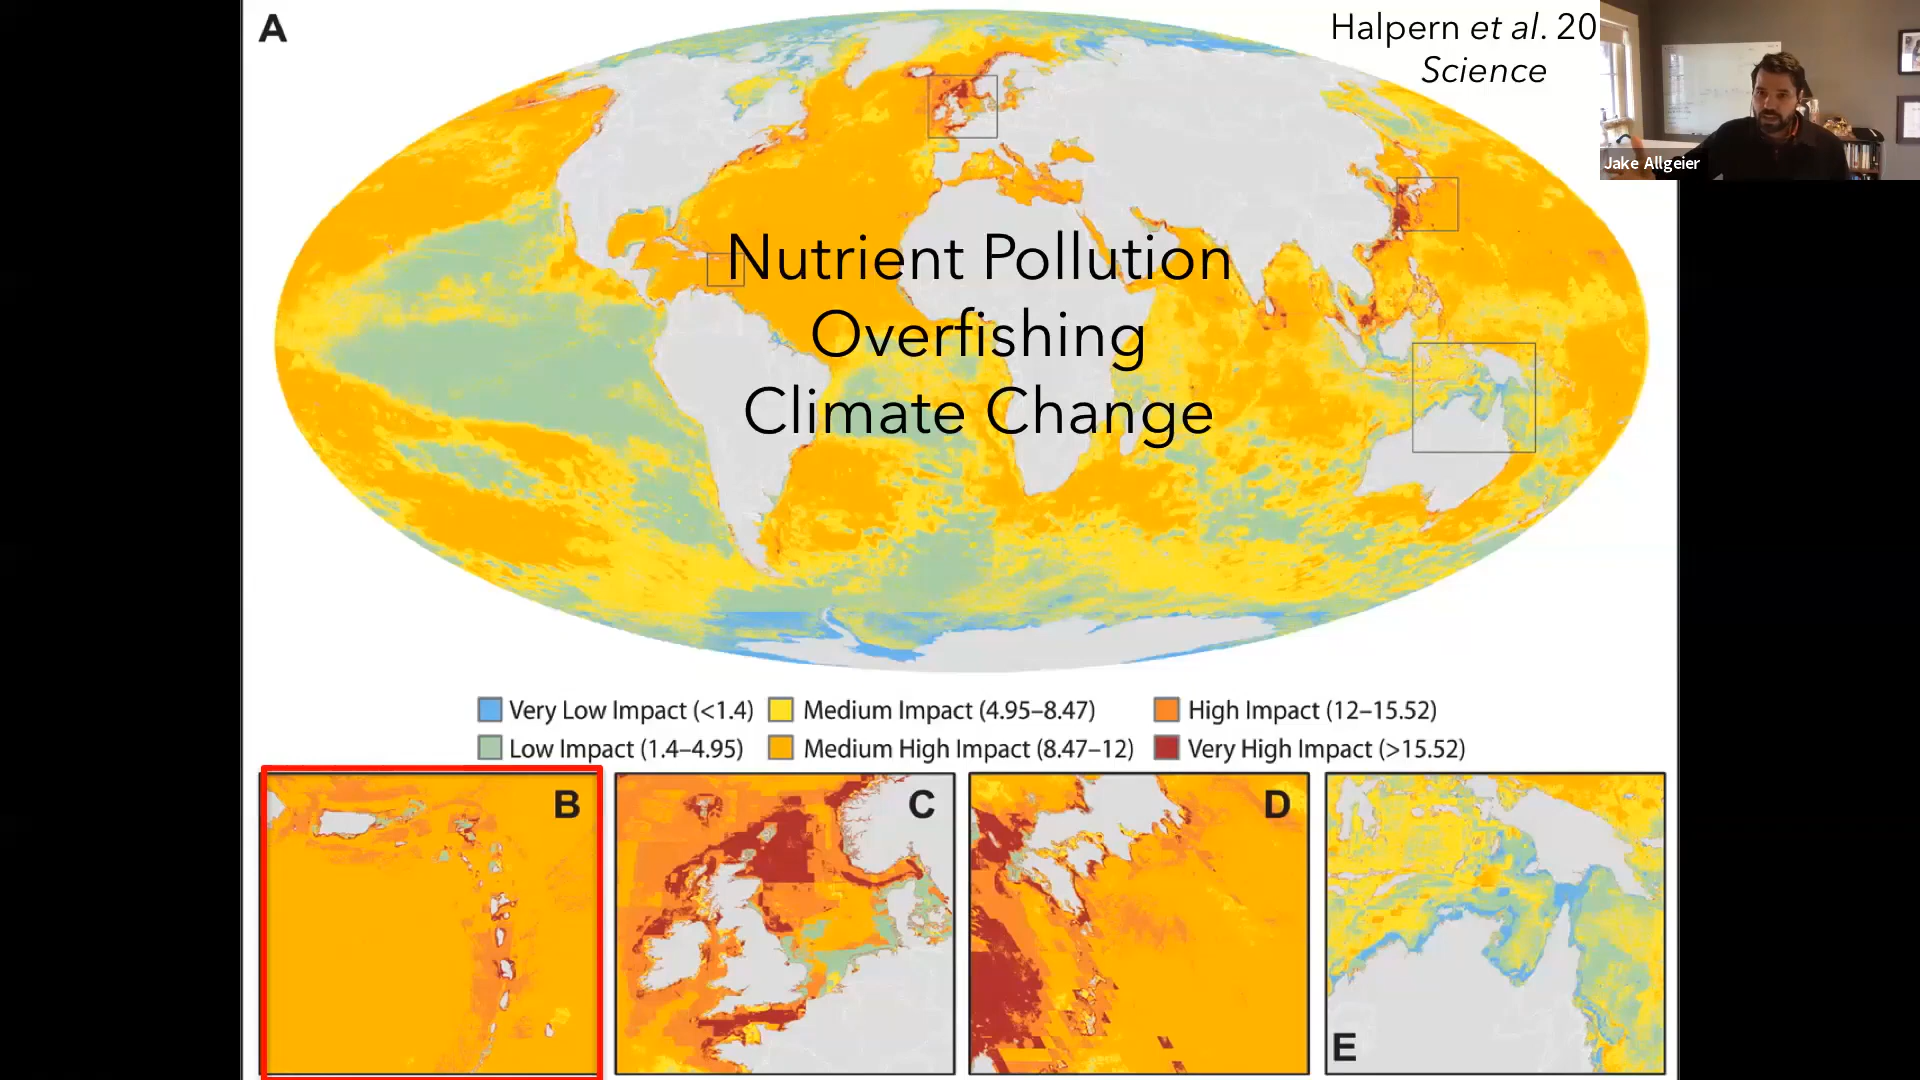 A
Halpern et al. 20
Science
Jake Allgeier
Nutrient Pollution
Overfishing
Climate Change
Very Low Impact (<1.4)
Medium Impact (4.95–8.47)
High Impact (12–15.52)
Low Impact (1.4–4.95)
Medium High Impact (8.47–12)
Very High Impact (>15.52)
B
C
D
E